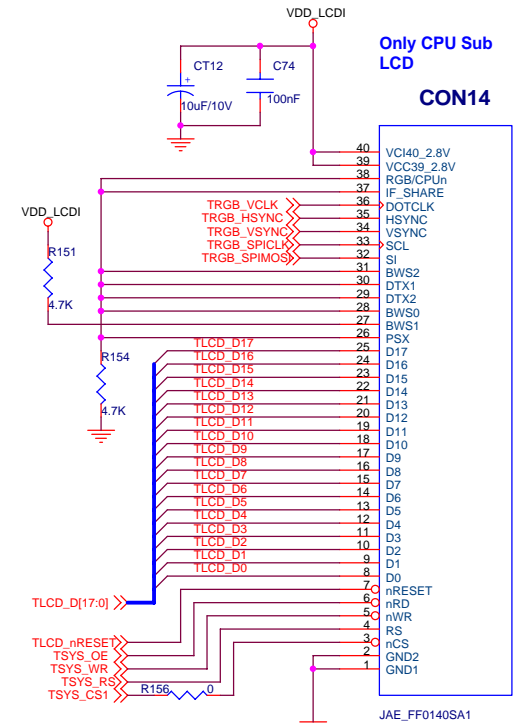 VDD_LCDI
Only CPU Sub
LCD
CT12
C74
+
10uF/10V
100nF
CON14
40 VCI40_2.8V
39 VCC39_2.8V
38 RGB/CPUn
37 IF_SHARE
TRGB_VCLK 36 DOTCLK
TRGB_HSYNC 35 HSYNC
TRGB_VSYNC 34 VSYNC
TRGB_SPICLK 33 SCL
TRGB_SPIMOSI 32 SI
VDD_LCDI
R151
4.7K
31 BWS2
30 DTX1
29 DTX2
28 BWS0
27 BWS1
26 PSX
R154
4.7K
TLCD_D17 25 D17
TLCD_D16 24 D16
TLCD_D15 23 D15
TLCD_D14 22 D14
TLCD_D13 21 D13
TLCD_D12 20 D12
TLCD_D11 19 D11
TLCD_D10 18 D10
TLCD_D9 17 D9
TLCD_D8 16 D8
TLCD_D7 15 D7
TLCD_D6 14 D6
TLCD_D5 13 D5
TLCD_D4 12 D4
TLCD_D3 11 D3
TLCD_D2 10 D2
TLCD_D1 9 D1
TLCD_D0 8 D0
TLCD_D[17:0]
7 nRESET
6 nRD
5 nWR
4 RS
3 nCS
2 GND2
1 GND1
TLCD_nRESET
TSYS_OE
TSYS_WR
TSYS_RS
TSYS_CS1 R156 0
JAE_FF0140SA1